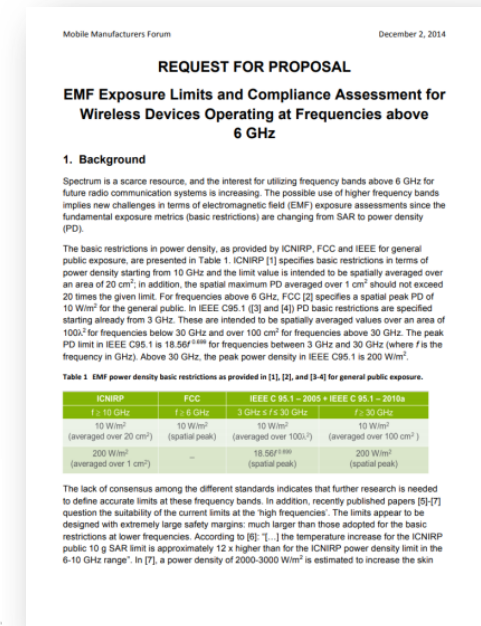 Mobile Manufacturers Forum December 2, 2014
REQUEST FOR PROPOSAL
EMF Exposure Limits and Compliance Assessment for
Wireless Devices Operating at Frequencies above
6 GHz
1. Background
Spectrum is a scarce resource, and the interest for utilizing frequency bands above 6 GHz for
future radio communication systems is increasing. The possible use of higher frequency bands
implies new challenges in terms of electromagnetic field (EMF) exposure assessments since the
fundamental exposure metrics (basic restrictions) are changing from SAR to power density
(PD).
The basic restrictions in power density, as provided by ICNIRP, FCC and IEEE for general
public exposure, are presented in Table 1. ICNIRP [1] specifies basic restrictions in terms of
power density starting from 10 GHz and the limit value is intended to be spatially averaged over
an area of 20 cm²; in addition, the spatial maximum PD averaged over 1 cm² should not exceed
20 times the given limit. For frequencies above 6 GHz, FCC [2] specifies a spatial peak PD of
10 W/m² for the general public. In IEEE C95.1 ([3] and [4]) PD basic restrictions are specified
starting already from 3 GHz. These are intended to be spatially averaged values over an area of
100λ² for frequencies below 30 GHz and over 100 cm² for frequencies above 30 GHz. The peak
PD limit in IEEE C95.1 is 18.56f⁰·⁶⁹⁹ for frequencies between 3 GHz and 30 GHz (where f is the
frequency in GHz). Above 30 GHz, the peak power density in IEEE C95.1 is 200 W/m².
Table 1 EMF power density basic restrictions as provided in [1], [2], and [3-4] for general public exposure.
ICNIRP FCC IEEE C 95.1 – 2005 + IEEE C 95.1 – 2010a
f ≥ 10 GHz f ≥ 6 GHz 3 GHz ≤ f ≤ 30 GHz f ≥ 30 GHz
10 W/m² 10 W/m² 10 W/m² 10 W/m²
(averaged over 20 cm²) (spatial peak) (averaged over 100λ²) (averaged over 100 cm²)
200 W/m² – 18.56f⁰·⁶⁹⁹ 200 W/m²
(averaged over 1 cm²) (spatial peak) (spatial peak)
The lack of consensus among the different standards indicates that further research is needed
to define accurate limits at these frequency bands. In addition, recently published papers [5]-[7]
question the suitability of the current limits at the 'high frequencies'. The limits appear to be
designed with extremely large safety margins: much larger than those adopted for the basic
restrictions at lower frequencies. According to [6]: "[...] the temperature increase for the ICNIRP
public 10 g SAR limit is approximately 12 x higher than for the ICNIRP power density limit in the
6-10 GHz range". In [7], a power density of 2000-3000 W/m² is estimated to increase the skin